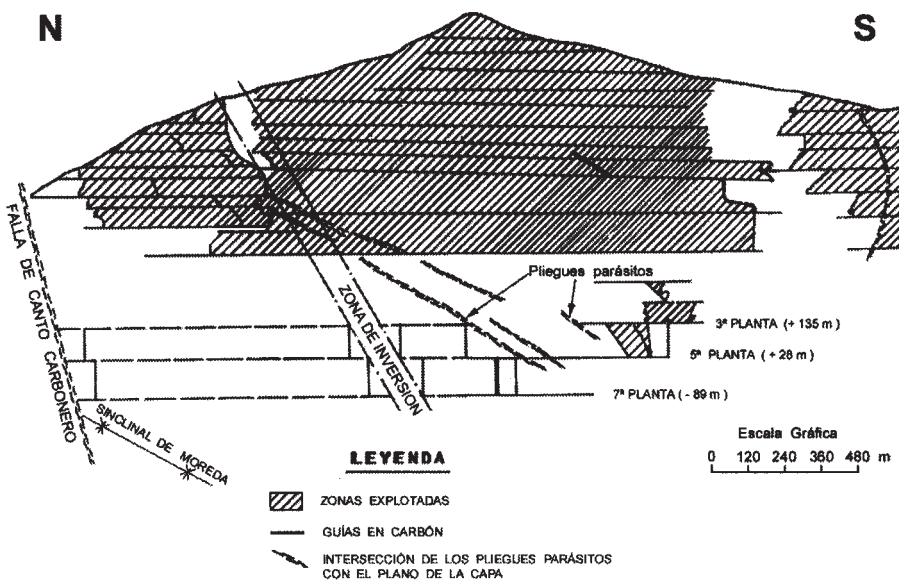 N
S
FALLA DE CANTO CARBONERO
ZONA DE INVERSION
Pliegues parásitos
3ª PLANTA (+ 135 m)
5ª PLANTA ( + 28 m)
7ª PLANTA ( - 89 m)
SINCLINAL DE MOREDA
Escala Gráfica
0 120 240 360 480 m
LEYENDA
ZONAS EXPLOTADAS
GUÍAS EN CARBÓN
INTERSECCIÓN DE LOS PLIEGUES PARÁSITOS
CON EL PLANO DE LA CAPA